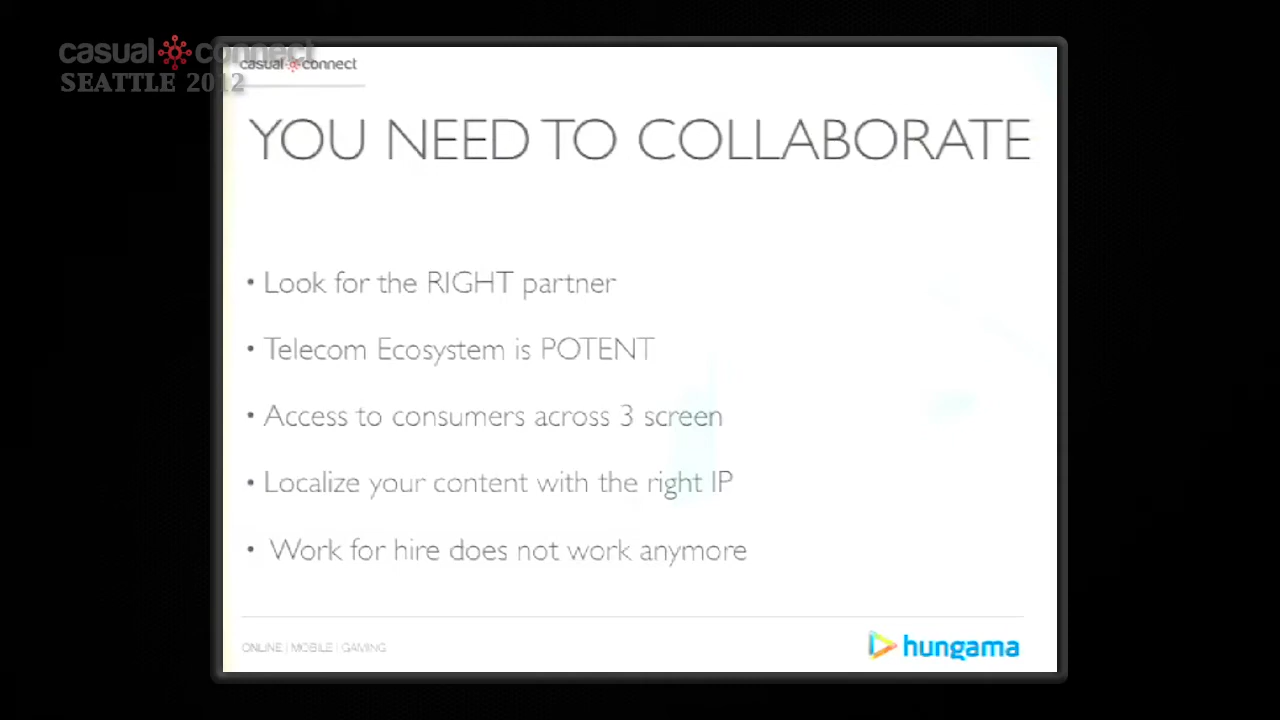 casual connect
SEATTLE 2012
casual connect
YOU NEED TO COLLABORATE
• Look for the RIGHT partner
• Telecom Ecosystem is POTENT
• Access to consumers across 3 screen
• Localize your content with the right IP
• Work for hire does not work anymore
ONLINE | MOBILE | GAMING
hungama